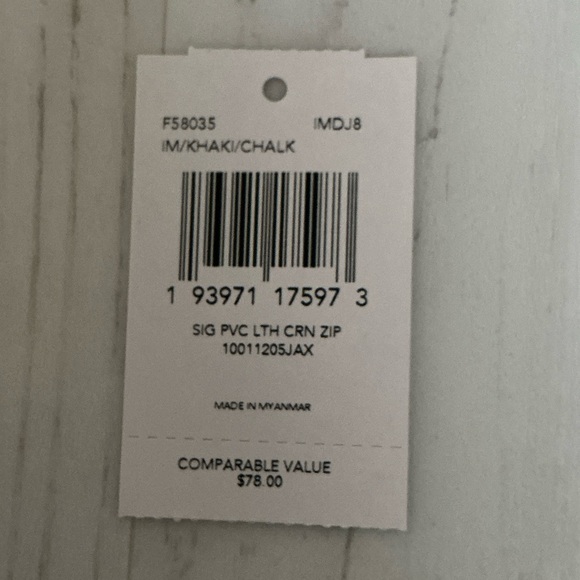 F58035 IMDJ8
IM/KHAKI/CHALK
1 93971 17597 3
SIG PVC LTH CRN ZIP
10011205JAX
MADE IN MYANMAR
COMPARABLE VALUE
$78.00